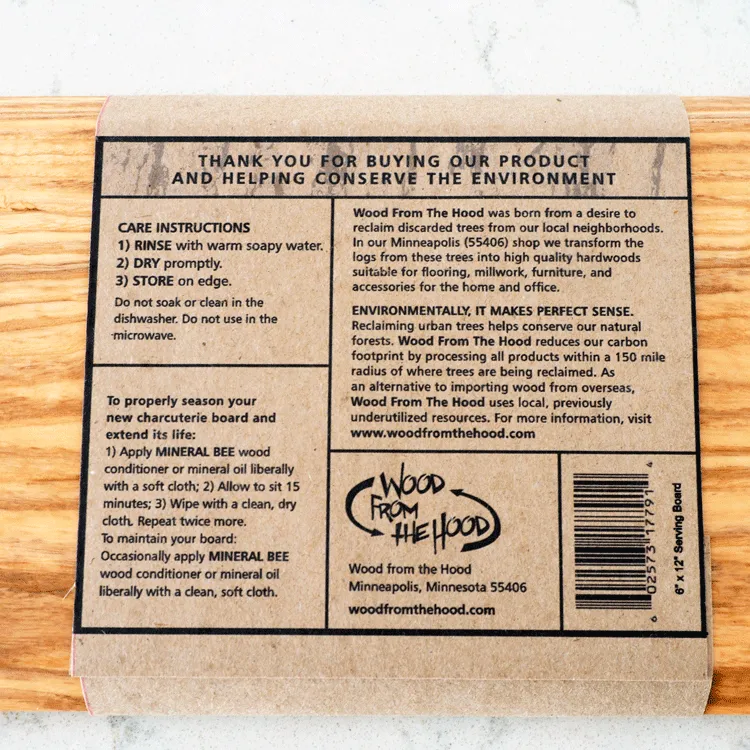 THANK YOU FOR BUYING OUR PRODUCT
AND HELPING CONSERVE THE ENVIRONMENT
CARE INSTRUCTIONS
1) RINSE with warm soapy water.
2) DRY promptly.
3) STORE on edge.
Do not soak or clean in the
dishwasher. Do not use in the
microwave.
To properly season your
new charcuterie board and
extend its life:
1) Apply MINERAL BEE wood
conditioner or mineral oil liberally
with a soft cloth; 2) Allow to sit 15
minutes; 3) Wipe with a clean, dry
cloth. Repeat twice more.
To maintain your board:
Occasionally apply MINERAL BEE
wood conditioner or mineral oil
liberally with a clean, soft cloth.
Wood From The Hood was born from a desire to
reclaim discarded trees from our local neighborhoods.
In our Minneapolis (55406) shop we transform the
logs from these trees into high quality hardwoods
suitable for flooring, millwork, furniture, and
accessories for the home and office.
ENVIRONMENTALLY, IT MAKES PERFECT SENSE.
Reclaiming urban trees helps conserve our natural
forests. Wood From The Hood reduces our carbon
footprint by processing all products within a 150 mile
radius of where trees are being reclaimed. As
an alternative to importing wood from overseas,
Wood From The Hood uses local, previously
underutilized resources. For more information, visit
www.woodfromthehood.com
WOOD
FROM
THE HOOD
Wood from the Hood
Minneapolis, Minnesota 55406
woodfromthehood.com
6 02573 17791 4
6" x 12" Serving Board